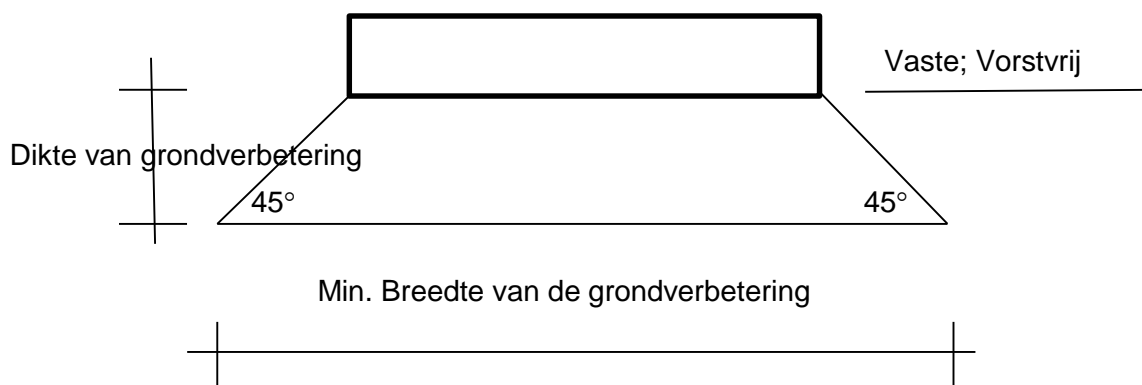 Vaste; Vorstvrij
Dikte van grondverbetering
45°
45°
Min. Breedte van de grondverbetering